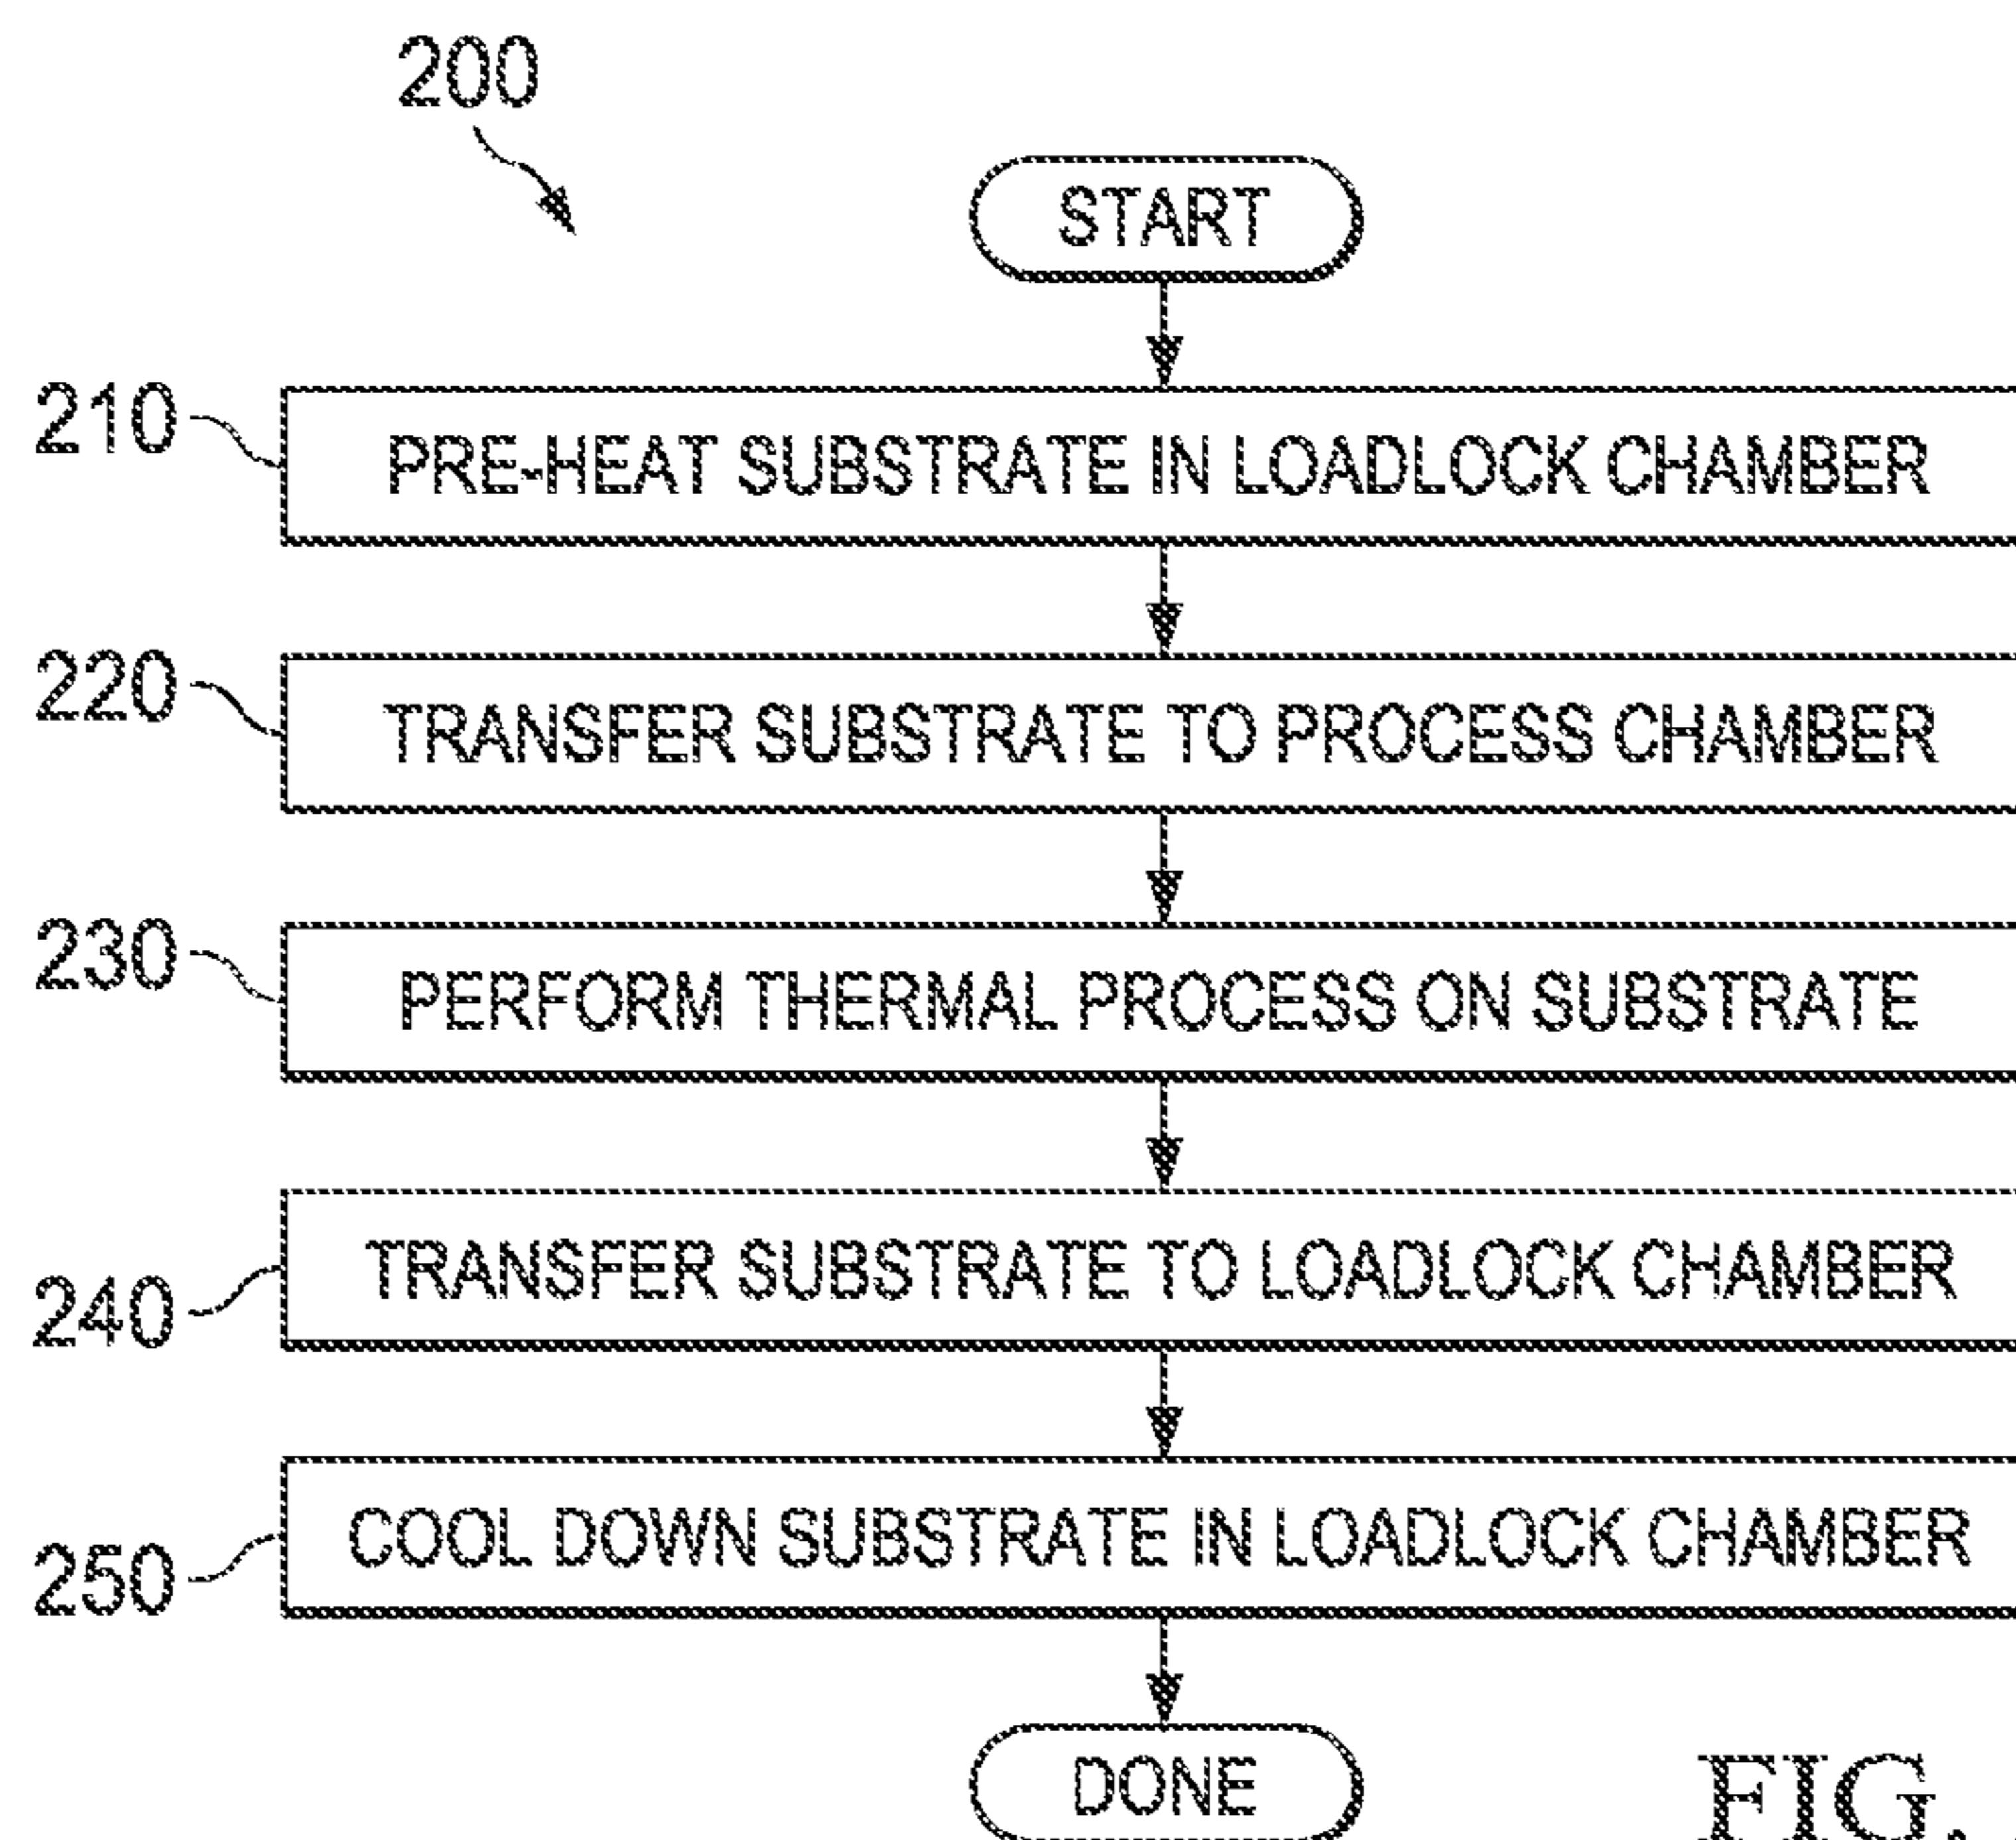 200
START
210
PRE-HEAT SUBSTRATE IN LOADLOCK CHAMBER
220
TRANSFER SUBSTRATE TO PROCESS CHAMBER
230
PERFORM THERMAL PROCESS ON SUBSTRATE
240
TRANSFER SUBSTRATE TO LOADLOCK CHAMBER
250
COOL DOWN SUBSTRATE IN LOADLOCK CHAMBER
DONE
FIG.